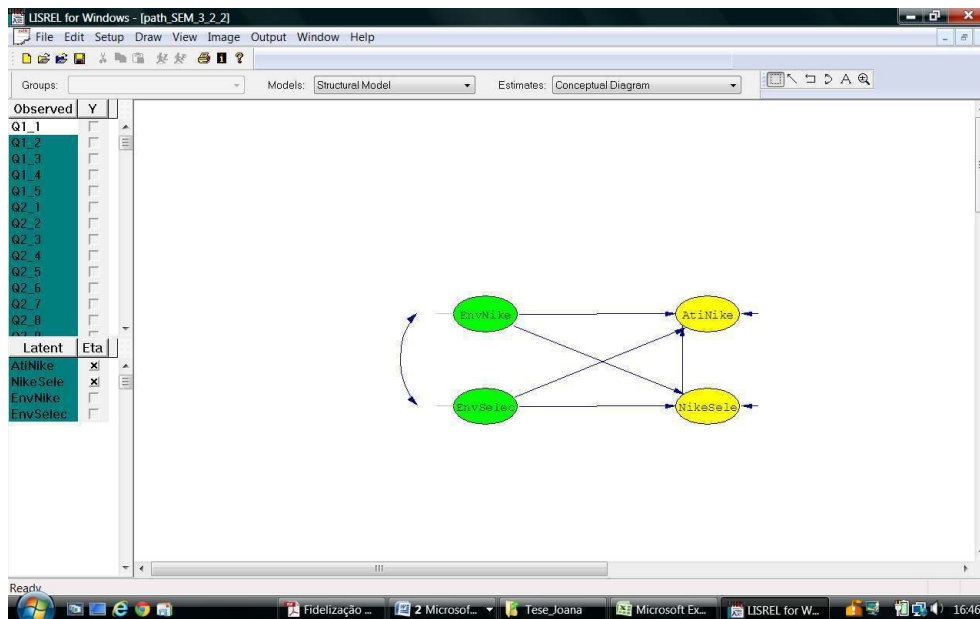 LISREL for Windows - [path_SEM_3_2_2]
File Edit Setup Draw View Image Output Window Help
Groups: Models: Structural Model Estimates: Conceptual Diagram
Observed Y
Q1_1
Q1_2
Q1_3
Q1_4
Q1_5
Q2_1
Q2_2
Q2_3
Q2_4
Q2_5
Q2_6
Q2_7
Q2_8
Latent Eta
AtiNike
NikeSele
EnvNike
EnvSelec
EnvNike AtiNike
EnvSelec NikeSele
Ready
Fidelização ... 2 Microsof... Tese_Joana Microsoft Ex... LISREL for W... 16:46